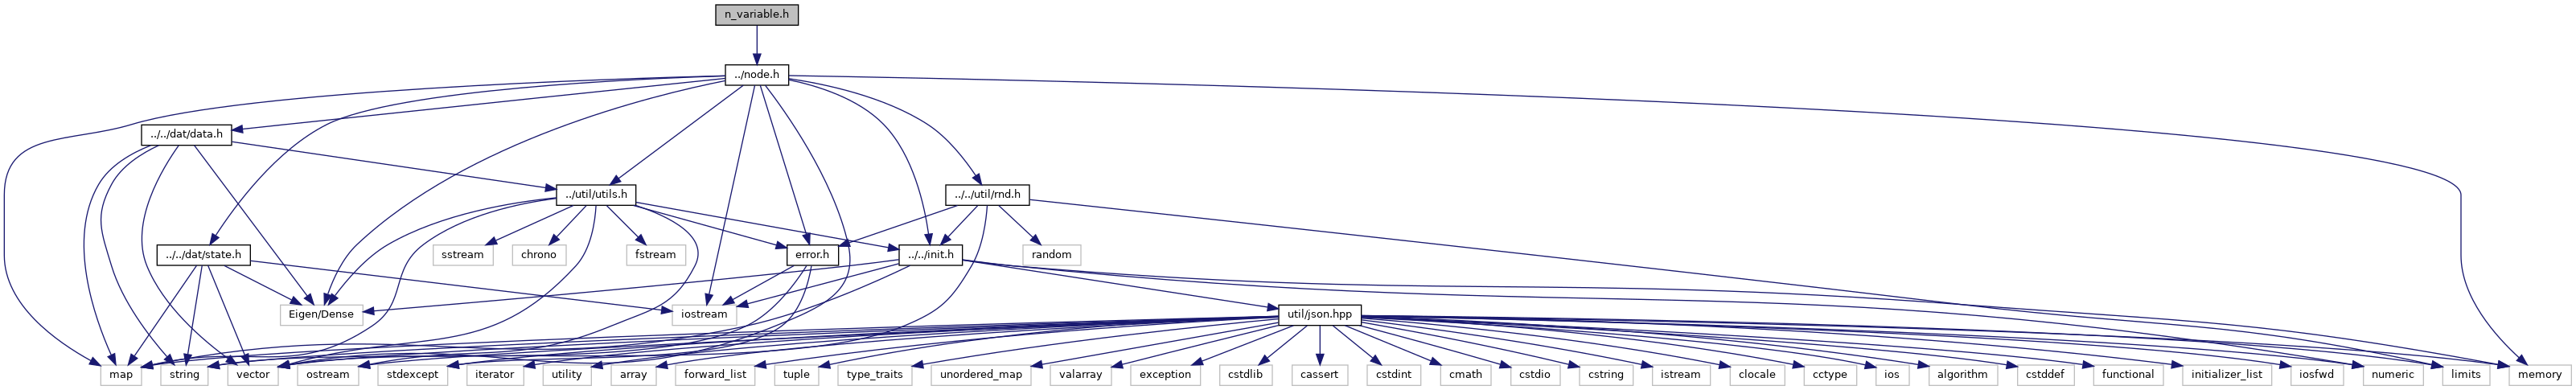 n_variable.h
../node.h
../../dat/data.h
../util/utils.h
../../util/rnd.h
../../dat/state.h
sstream
chrono
fstream
error.h
../../init.h
random
Eigen/Dense
iostream
util/json.hpp
map
string
vector
ostream
stdexcept
iterator
utility
array
forward_list
tuple
type_traits
unordered_map
valarray
exception
cstdlib
cassert
cstdint
cmath
cstdio
cstring
istream
clocale
cctype
ios
algorithm
cstddef
functional
initializer_list
iosfwd
numeric
limits
memory